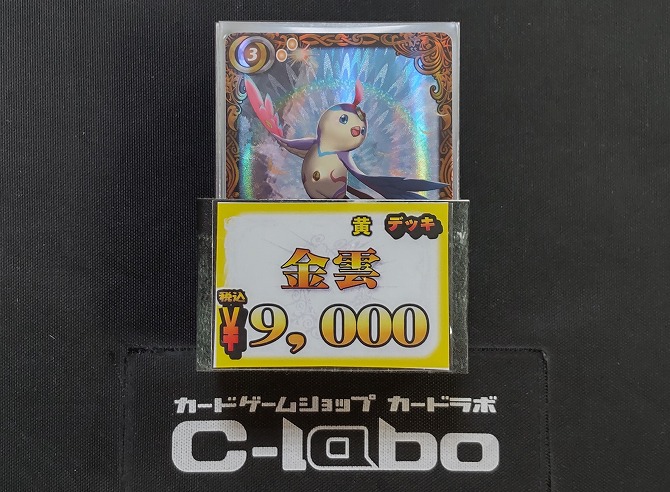 3
黄 デッキ
金雲
税込
¥9,000
カードゲームショップ カードラボ
C-labo